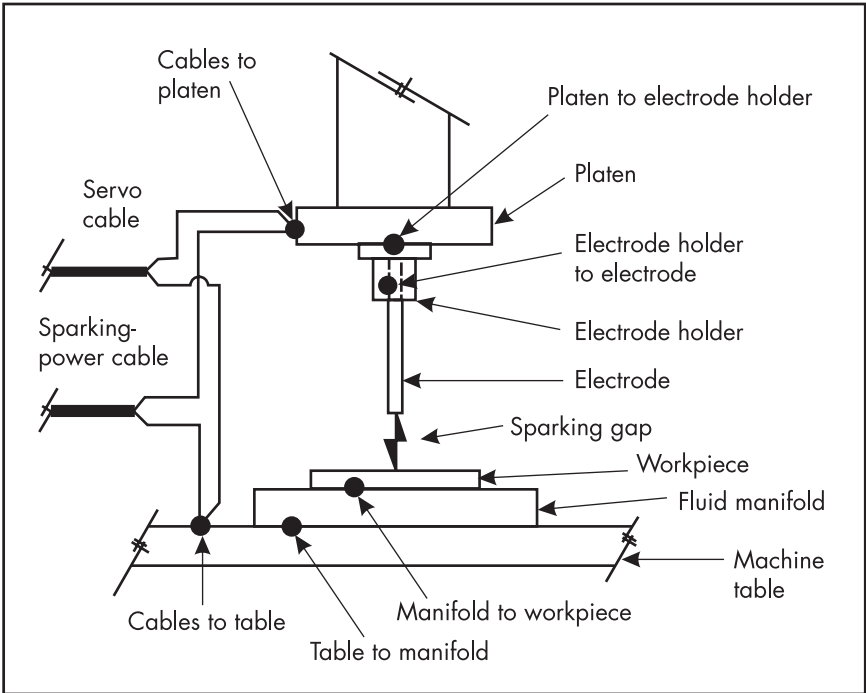 Cables to
platen
Platen to electrode holder
Platen
Servo
cable
Electrode holder
to electrode
Sparking-
power cable
Electrode holder
Electrode
Sparking gap
Workpiece
Fluid manifold
Machine
table
Manifold to workpiece
Cables to table
Table to manifold